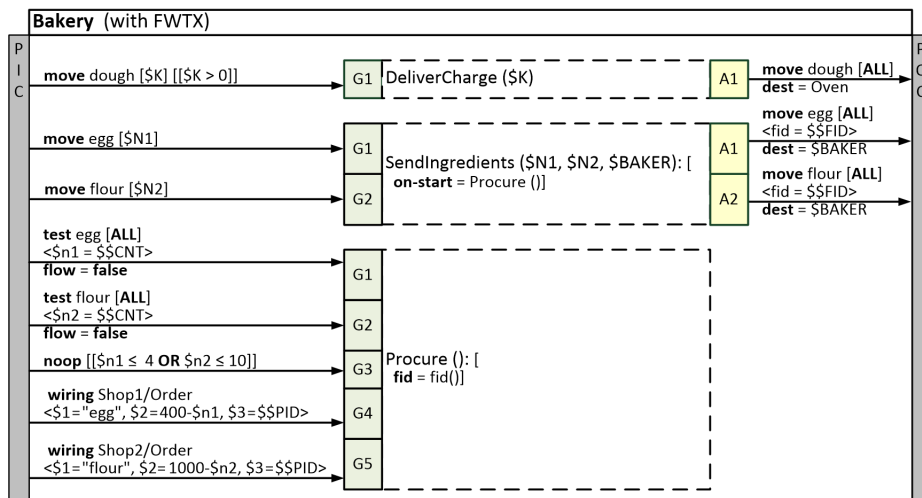 Bakery (with FWTX)
P
I
C
move dough [$K] [[$K > 0]]
G1
DeliverCharge ($K)
A1
move dough [ALL]
dest = Oven
move egg [$N1]
G1
move flour [$N2]
G2
SendIngredients ($N1, $N2, $BAKER): [
on-start = Procure ()]
A1
move egg [ALL]
<fid = $$FID>
dest = $BAKER
A2
move flour [ALL]
<fid = $$FID>
dest = $BAKER
test egg [ALL]
<$n1 = $$CNT>
flow = false
G1
test flour [ALL]
<$n2 = $$CNT>
flow = false
G2
noop [[$n1 ≤ 4 OR $n2 ≤ 10]]
G3
Procure (): [
fid = fid()]
wiring Shop1/Order
<$1="egg", $2=400-$n1, $3=$$PID>
G4
wiring Shop2/Order
<$1="flour", $2=1000-$n2, $3=$$PID>
G5